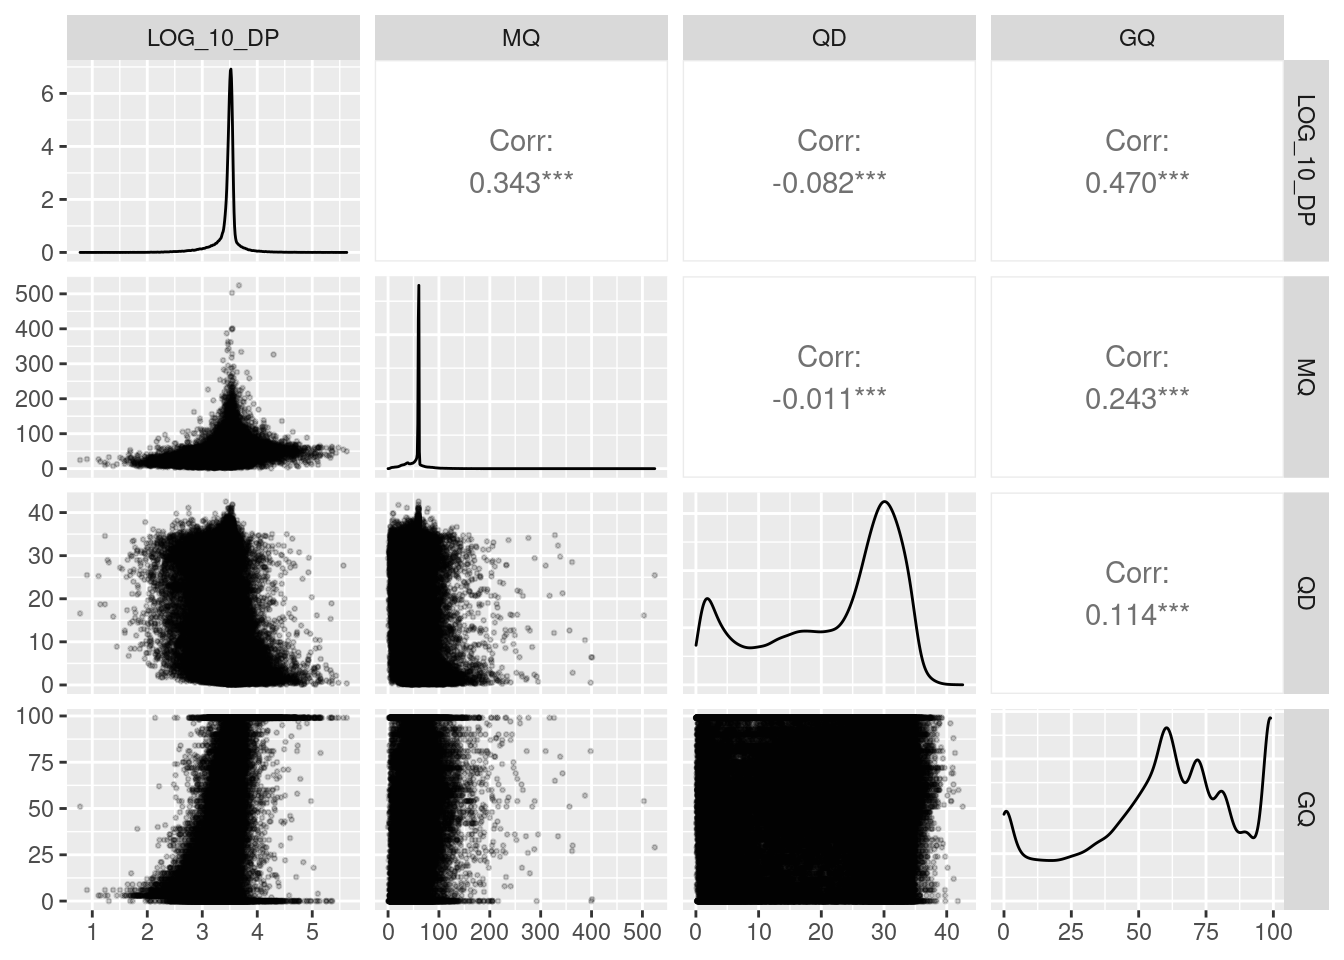 LOG_10_DP MQ QD GQ
6
4
2
0
Corr:
0.343***
Corr:
-0.082***
Corr:
0.470***
LOG_10_DP
500
400
300
200
100
0
Corr:
-0.011***
Corr:
0.243***
MQ
40
30
20
10
0
Corr:
0.114***
QD
100
75
50
25
0
GQ
1 2 3 4 5 0 100 200 300 400 500 0 10 20 30 40 0 25 50 75 100